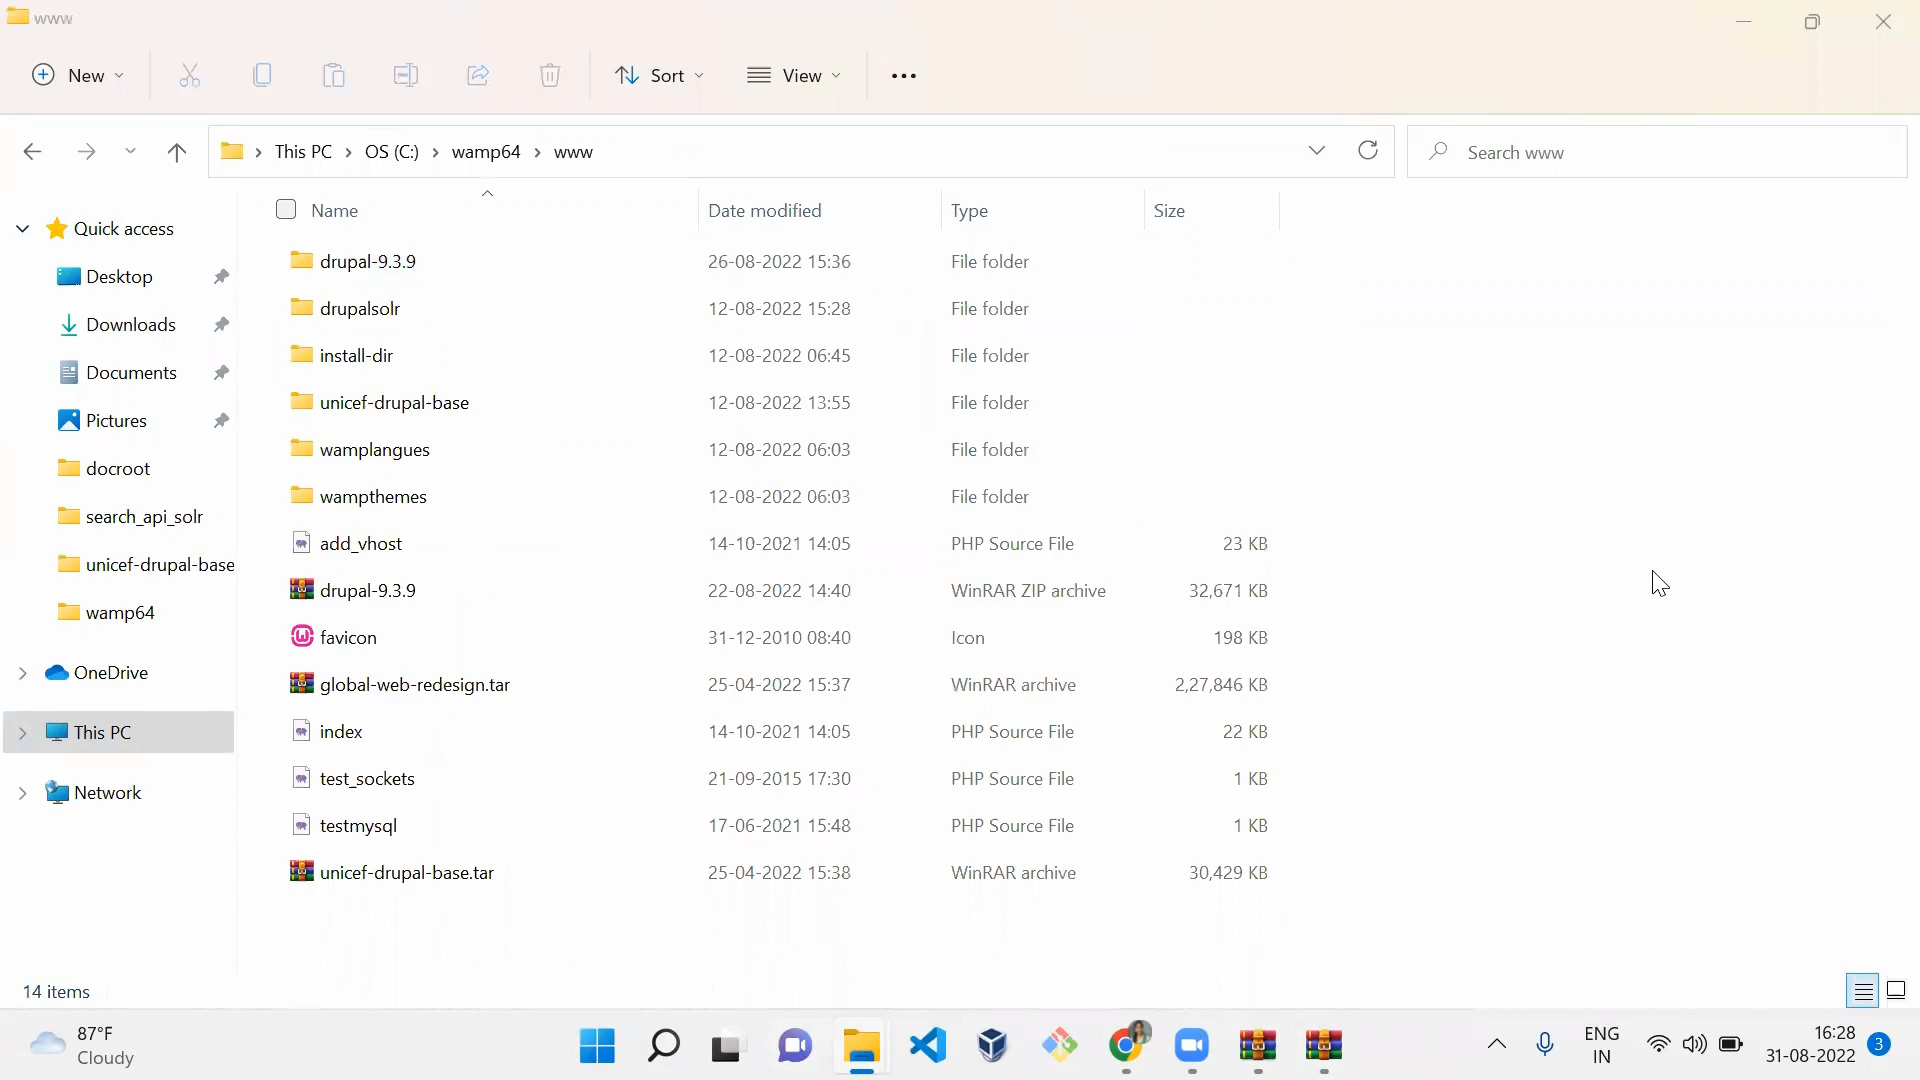 www
New
Sort
View
This PC
OS (C:)
wamp64
www
Search www
Name
Date modified
Type
Size
Quick access
Desktop
Downloads
Documents
Pictures
docroot
search_api_solr
unicef-drupal-base
wamp64
OneDrive
This PC
Network
drupal-9.3.9 26-08-2022 15:36 File folder
drupalsolr 12-08-2022 15:28 File folder
install-dir 12-08-2022 06:45 File folder
unicef-drupal-base 12-08-2022 13:55 File folder
wamplangues 12-08-2022 06:03 File folder
wampthemes 12-08-2022 06:03 File folder
add_vhost 14-10-2021 14:05 PHP Source File 23 KB
drupal-9.3.9 22-08-2022 14:40 WinRAR ZIP archive 32,671 KB
favicon 31-12-2010 08:40 Icon 198 KB
global-web-redesign.tar 25-04-2022 15:37 WinRAR archive 2,27,846 KB
index 14-10-2021 14:05 PHP Source File 22 KB
test_sockets 21-09-2015 17:30 PHP Source File 1 KB
testmysql 17-06-2021 15:48 PHP Source File 1 KB
unicef-drupal-base.tar 25-04-2022 15:38 WinRAR archive 30,429 KB
14 items
87°F
Cloudy
ENG
IN
16:28
31-08-2022
3